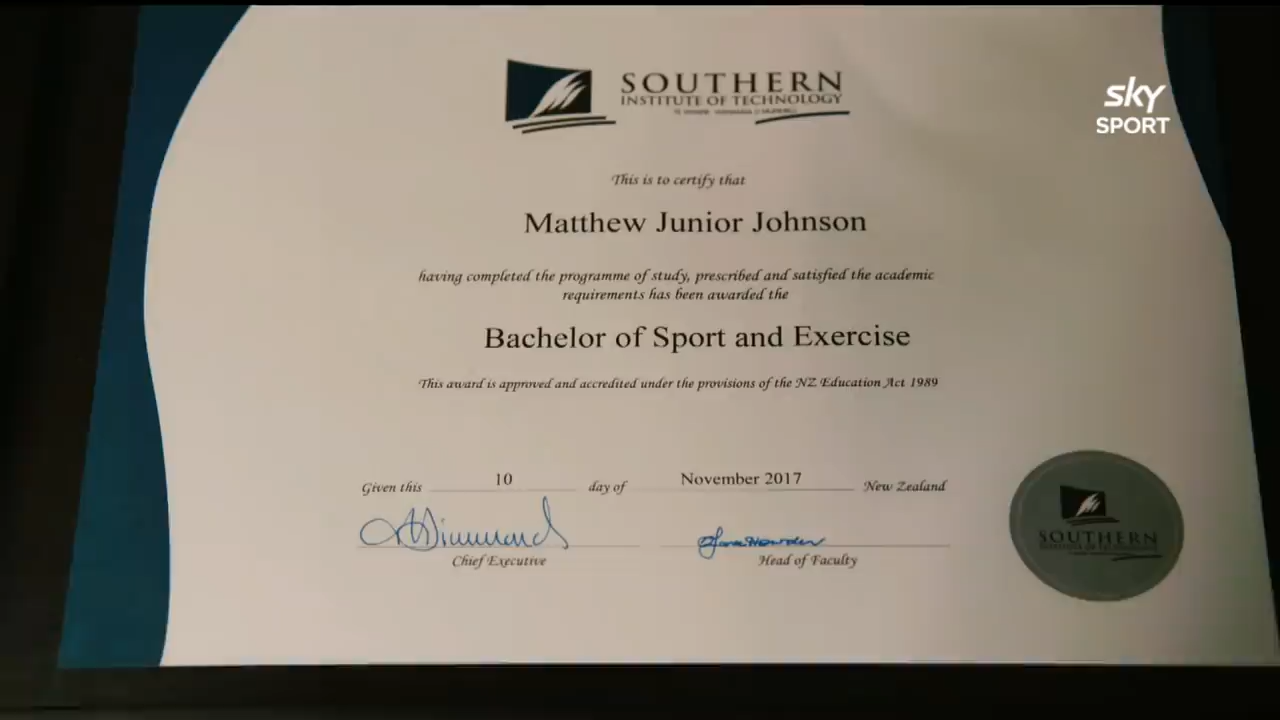 SOUTHERN
INSTITUTE OF TECHNOLOGY
sky
SPORT
This is to certify that
Matthew Junior Johnson
having completed the programme of study, prescribed and satisfied the academic
requirements has been awarded the
Bachelor of Sport and Exercise
This award is approved and accredited under the provisions of the NZ Education Act 1989
Given this 10 day of November 2017 New Zealand
Chief Executive Head of Faculty
SOUTHERN
INSTITUTE OF TECHNOLOGY